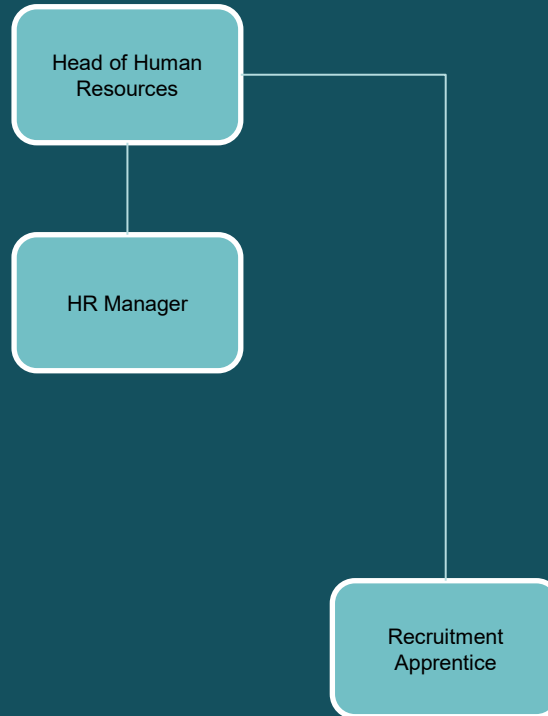 Head of Human
Resources
HR Manager
Recruitment
Apprentice